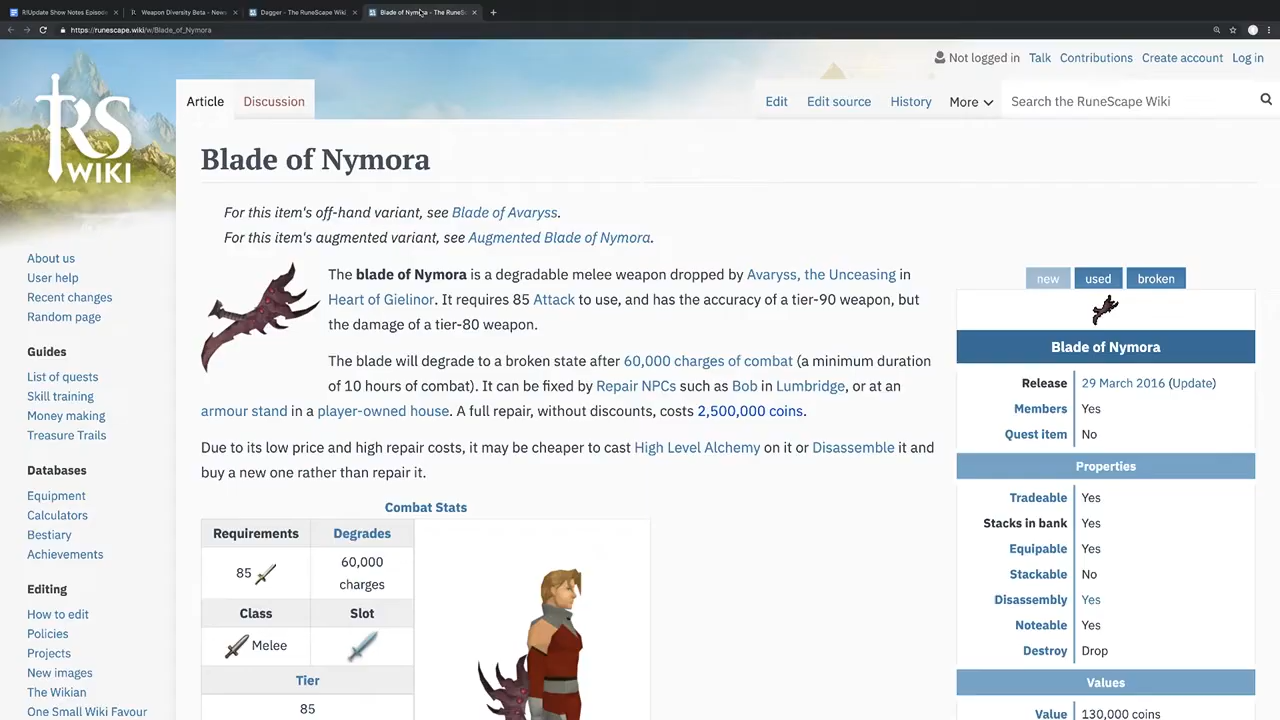 RIUpdate Show Notes Episod
Weapon Diversity Beta - News
Dagger - The RuneScape Wiki
Blade of Nymora - The RuneSc
https://runescape.wiki/w/Blade_of_Nymora
Not logged in Talk Contributions Create account Log in
RS
WIKI
Article Discussion Edit Edit source History More Search the RuneScape Wiki
Blade of Nymora
For this item's off-hand variant, see Blade of Avaryss.
For this item's augmented variant, see Augmented Blade of Nymora.
The blade of Nymora is a degradable melee weapon dropped by Avaryss, the Unceasing in
Heart of Gielinor. It requires 85 Attack to use, and has the accuracy of a tier-90 weapon, but
the damage of a tier-80 weapon.
The blade will degrade to a broken state after 60,000 charges of combat (a minimum duration
of 10 hours of combat). It can be fixed by Repair NPCs such as Bob in Lumbridge, or at an
armour stand in a player-owned house. A full repair, without discounts, costs 2,500,000 coins.
Due to its low price and high repair costs, it may be cheaper to cast High Level Alchemy on it or Disassemble it and
buy a new one rather than repair it.
Combat Stats
Requirements Degrades
85 60,000
charges
Class Slot
Melee
Tier
85
new used broken
Blade of Nymora
Release 29 March 2016 (Update)
Members Yes
Quest item No
Properties
Tradeable Yes
Stacks in bank Yes
Equipable Yes
Stackable No
Disassembly Yes
Noteable Yes
Destroy Drop
Values
Value 130,000 coins
About us
User help
Recent changes
Random page
Guides
List of quests
Skill training
Money making
Treasure Trails
Databases
Equipment
Calculators
Bestiary
Achievements
Editing
How to edit
Policies
Projects
New images
The Wikian
One Small Wiki Favour